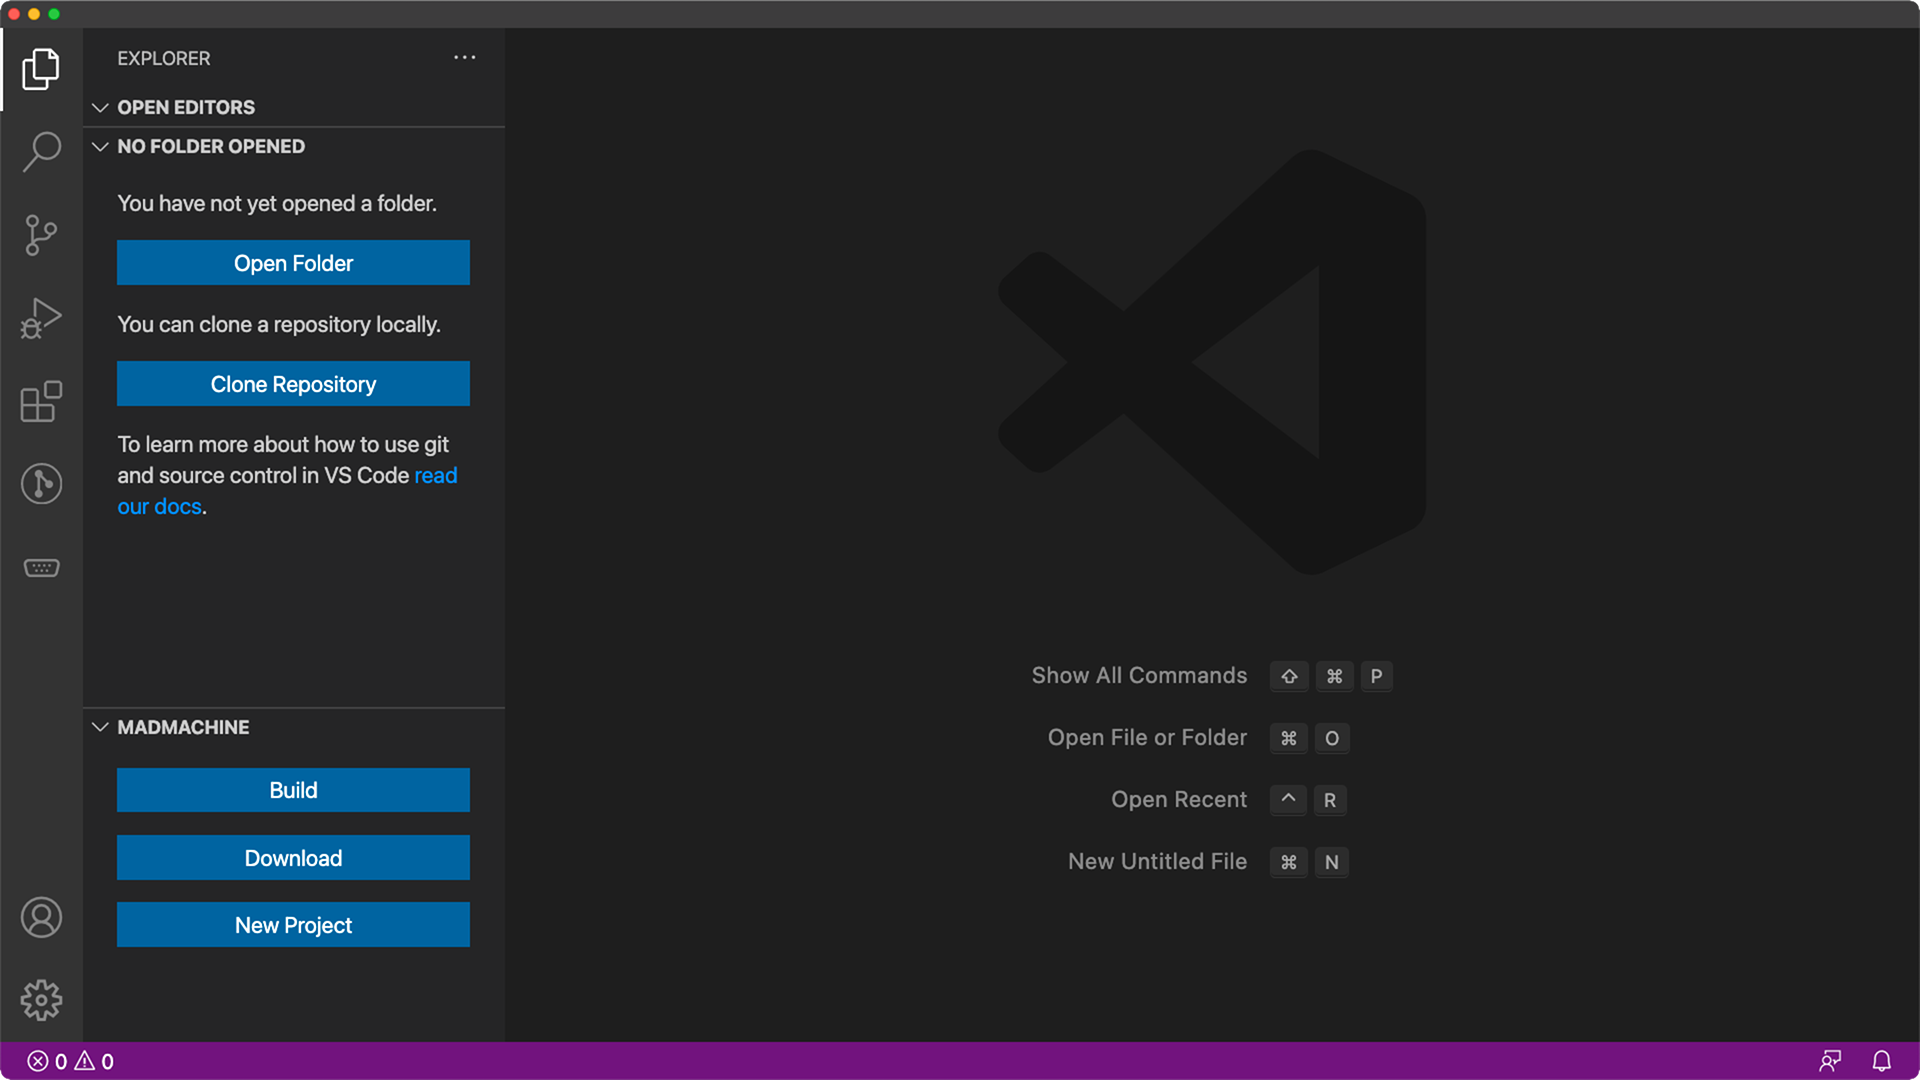 EXPLORER
OPEN EDITORS
NO FOLDER OPENED
You have not yet opened a folder.
Open Folder
You can clone a repository locally.
Clone Repository
To learn more about how to use git
and source control in VS Code read
our docs.
MADMACHINE
Build
Download
New Project
Show All Commands ⇧ ⌘ P
Open File or Folder ⌘ O
Open Recent ^ R
New Untitled File ⌘ N
0 0